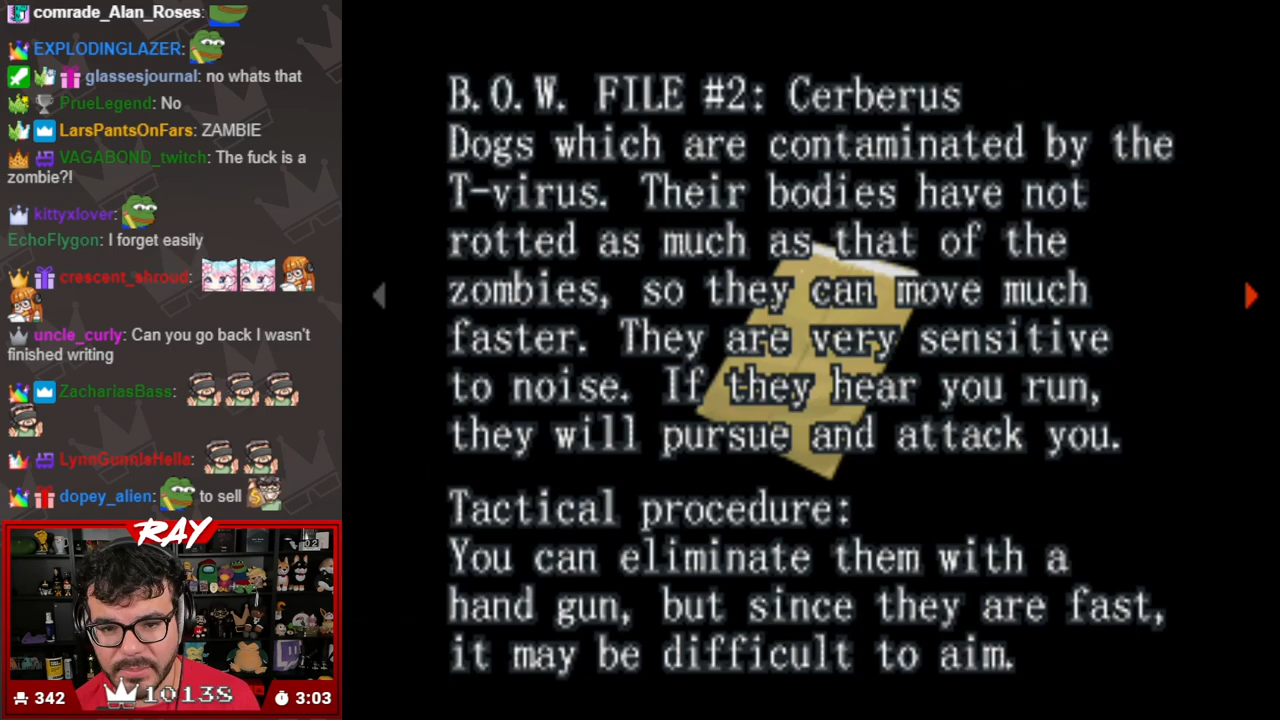 comrade_Alan_Roses:
EXPLODINGLAZER:
glassesjournal: no whats that
PrueLegend: No
LarsPantsOnFars: ZAMBIE
VAGABOND_twitch: The fuck is a
zombie?!
kittyxlover:
EchoFlygon: I forget easily
crescent_shroud:
uncle_curly: Can you go back I wasn't
finished writing
ZachariasBass:
LynnGunnIsHella:
dopey_alien: to sell
RAY
342
10138
3:03
B.O.W. FILE #2: Cerberus
Dogs which are contaminated by the
T-virus. Their bodies have not
rotted as much as that of the
zombies, so they can move much
faster. They are very sensitive
to noise. If they hear you run,
they will pursue and attack you.
Tactical procedure:
You can eliminate them with a
hand gun, but since they are fast,
it may be difficult to aim.